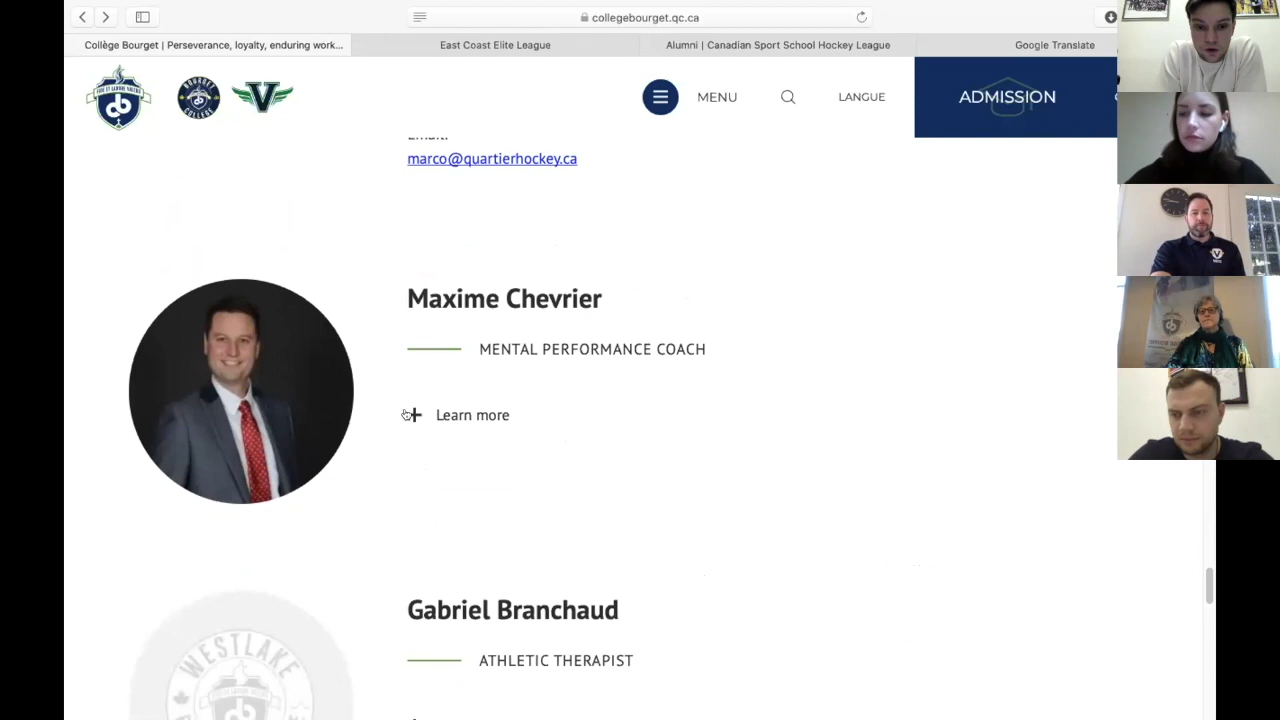 collegebourget.qc.ca
Collège Bourget | Perseverance, loyalty, enduring work...
East Coast Elite League
Alumni | Canadian Sport School Hockey League
Google Translate
MENU
LANGUE
ADMISSION
Email:
marco@quartierhockey.ca
Maxime Chevrier
MENTAL PERFORMANCE COACH
Learn more
Gabriel Branchaud
ATHLETIC THERAPIST
WESTLAKE